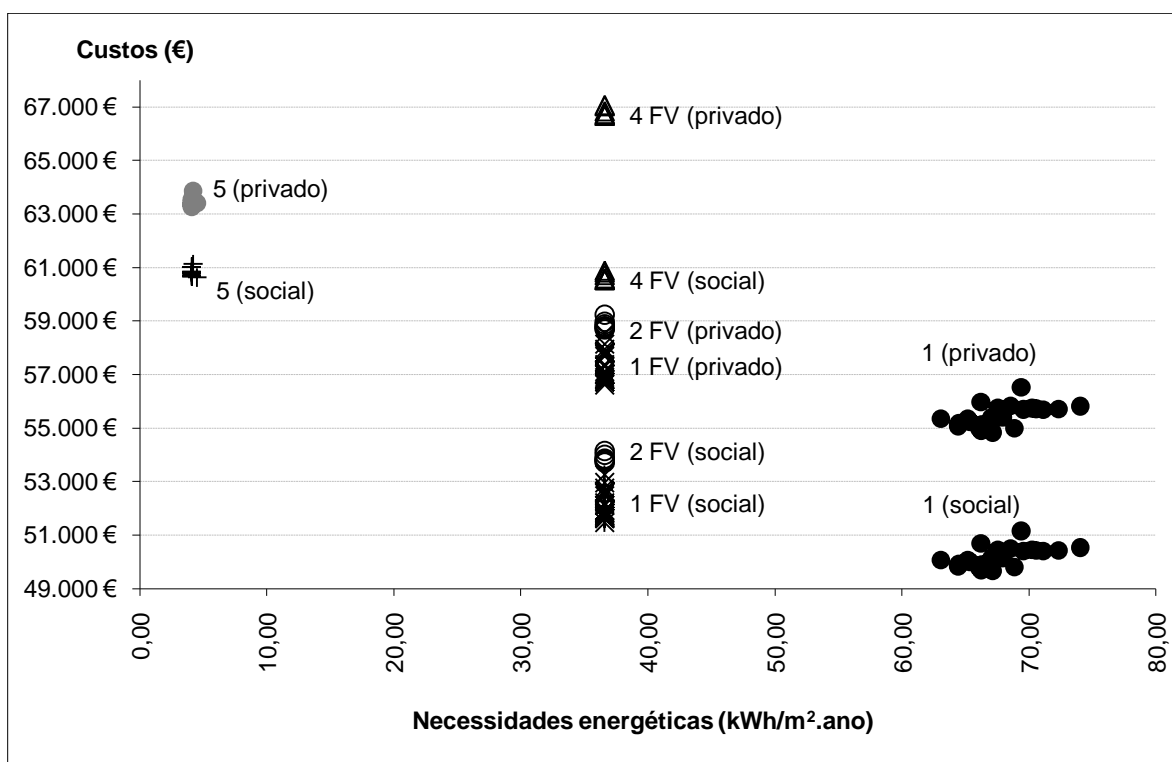 Custos (€)
67.000 €
65.000 €
63.000 €
61.000 €
59.000 €
57.000 €
55.000 €
53.000 €
51.000 €
49.000 €
4 FV (privado)
5 (privado)
4 FV (social)
5 (social)
2 FV (privado)
1 FV (privado)
1 (privado)
2 FV (social)
1 FV (social)
1 (social)
0,00
10,00
20,00
30,00
40,00
50,00
60,00
70,00
80,00
Necessidades energéticas (kWh/m².ano)